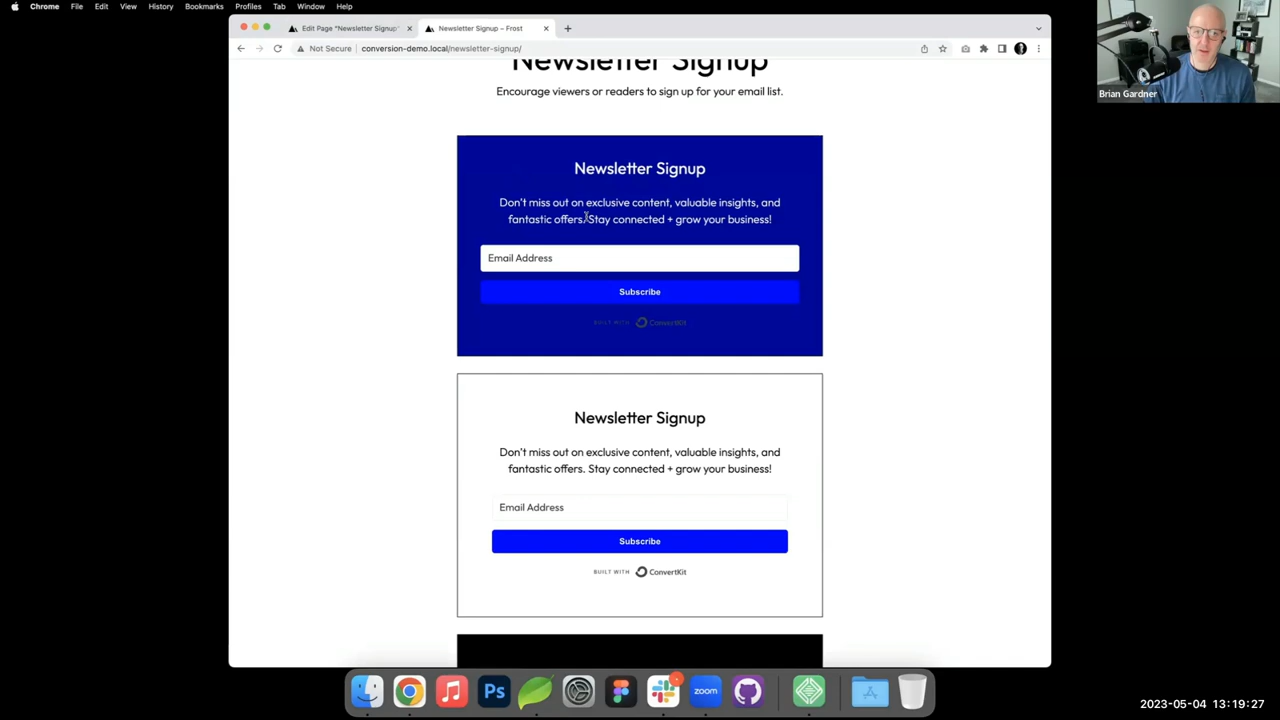 Chrome File Edit View History Bookmarks Profiles Tab Window Help
Edit Page "Newsletter Signup"
Newsletter Signup – Frost
Not Secure conversion-demo.local/newsletter-signup/
Brian Gardner
Newsletter Signup
Encourage viewers or readers to sign up for your email list.
Newsletter Signup
Don't miss out on exclusive content, valuable insights, and
fantastic offers. Stay connected + grow your business!
Email Address
Subscribe
BUILT WITH ConvertKit
Newsletter Signup
Don't miss out on exclusive content, valuable insights, and
fantastic offers. Stay connected + grow your business!
Email Address
Subscribe
BUILT WITH ConvertKit
Ps
zoom
2023-05-04 13:19:27